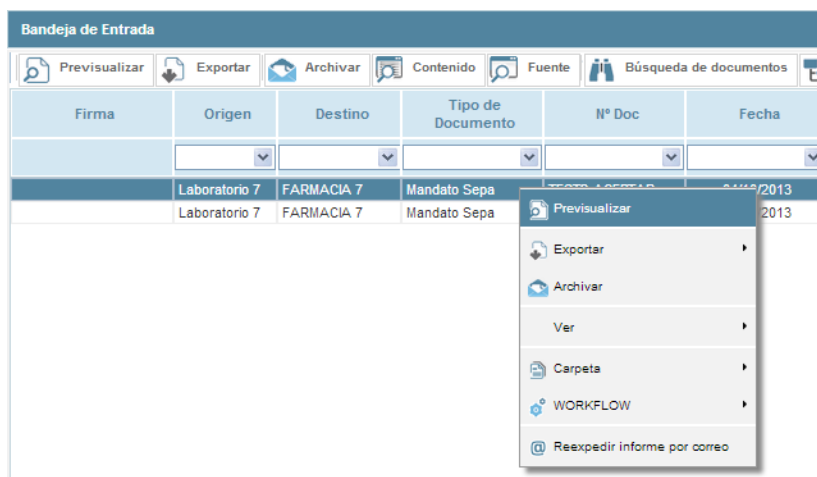 Bandeja de Entrada
Previsualizar Exportar Archivar Contenido Fuente Búsqueda de documentos
Firma Origen Destino Tipo de Documento Nº Doc Fecha
Laboratorio 7 FARMACIA 7 Mandato Sepa /2013
Laboratorio 7 FARMACIA 7 Mandato Sepa 2013
Previsualizar
Exportar
Archivar
Ver
Carpeta
WORKFLOW
Reexpedir informe por correo